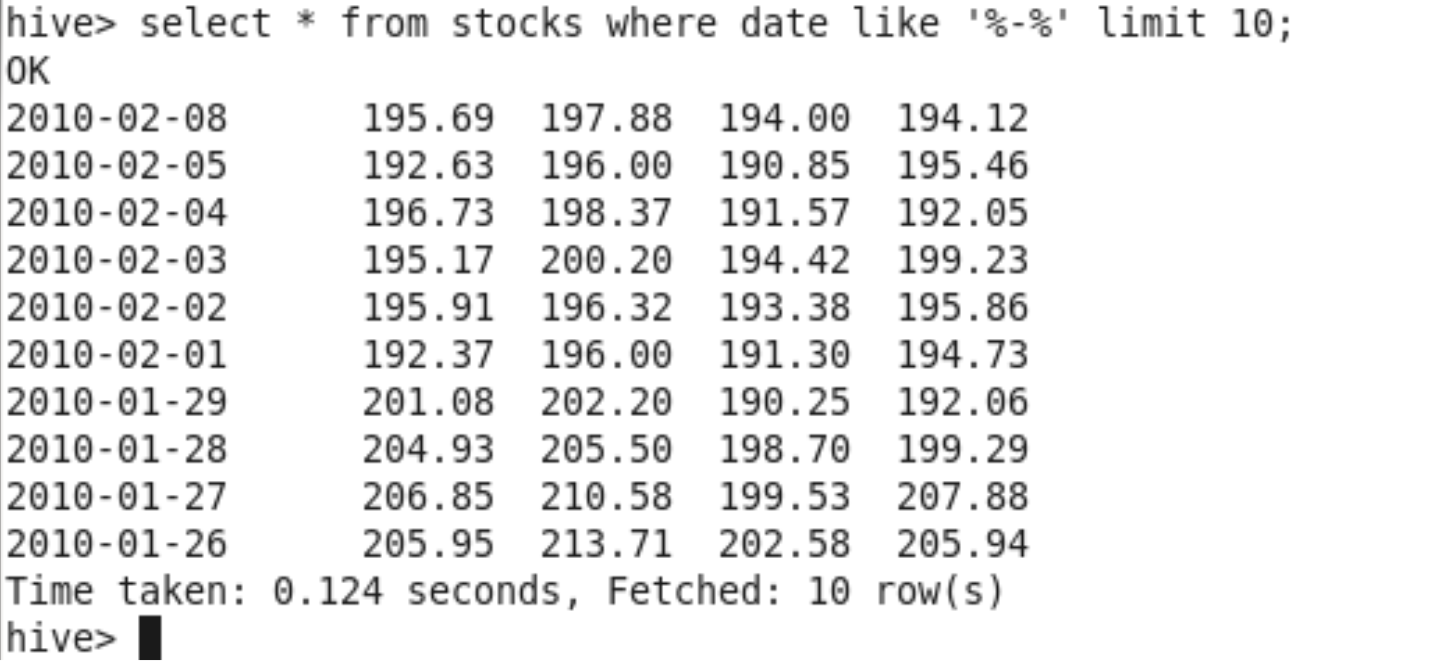 hive> select * from stocks where date like '%-%' limit 10;
OK
2010-02-08 195.69 197.88 194.00 194.12
2010-02-05 192.63 196.00 190.85 195.46
2010-02-04 196.73 198.37 191.57 192.05
2010-02-03 195.17 200.20 194.42 199.23
2010-02-02 195.91 196.32 193.38 195.86
2010-02-01 192.37 196.00 191.30 194.73
2010-01-29 201.08 202.20 190.25 192.06
2010-01-28 204.93 205.50 198.70 199.29
2010-01-27 206.85 210.58 199.53 207.88
2010-01-26 205.95 213.71 202.58 205.94
Time taken: 0.124 seconds, Fetched: 10 row(s)
hive>